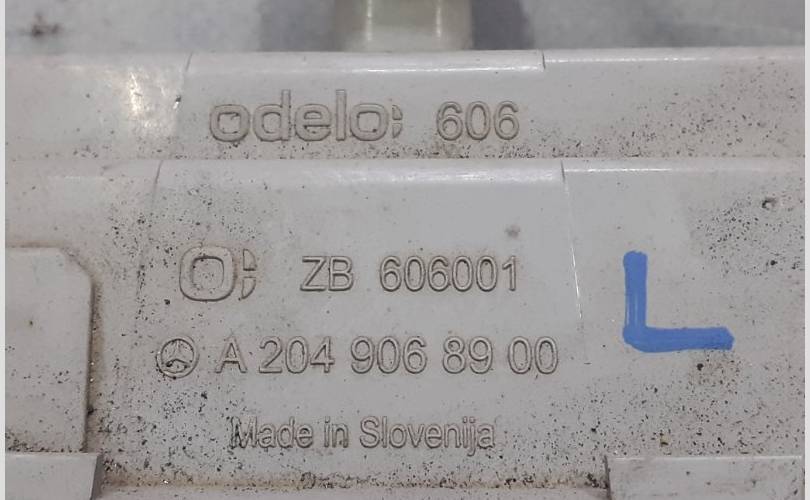 odelo: 606
ZB 606001
L
A 204 906 89 00
Made in Slovenija